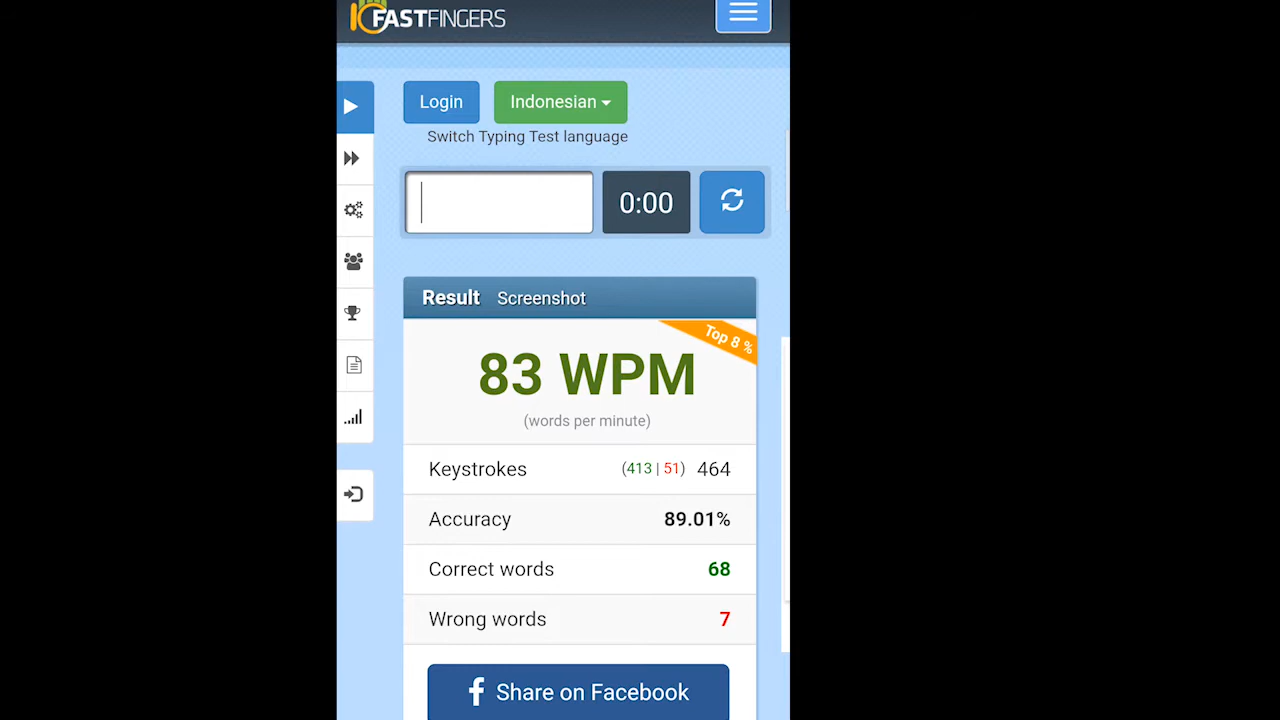 10FASTFINGERS
Login
Indonesian
Switch Typing Test language
0:00
Result Screenshot
Top 8 %
83 WPM
(words per minute)
Keystrokes (413 | 51) 464
Accuracy 89.01%
Correct words 68
Wrong words 7
f Share on Facebook